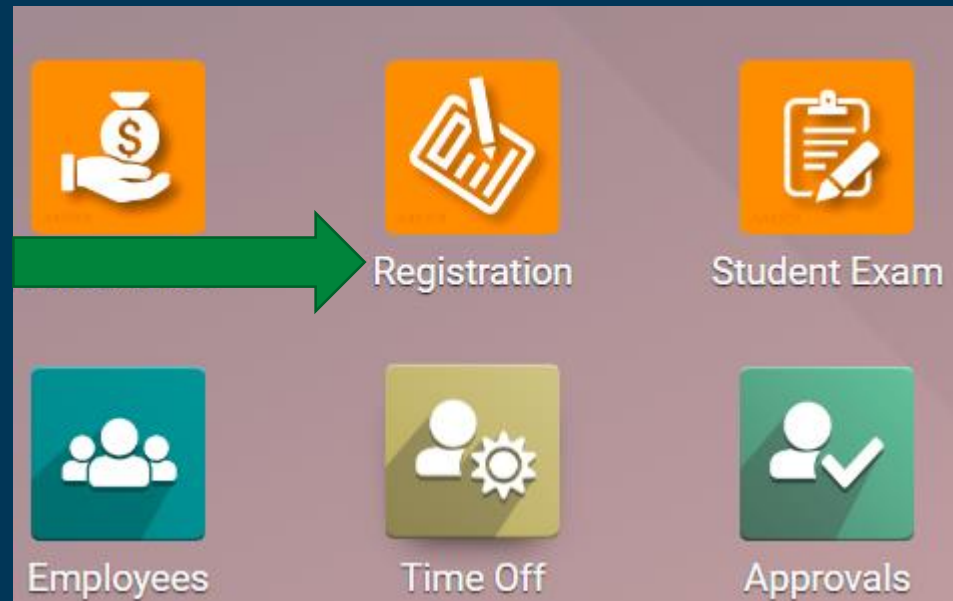 $
Registration
Student Exam
Employees
Time Off
Approvals